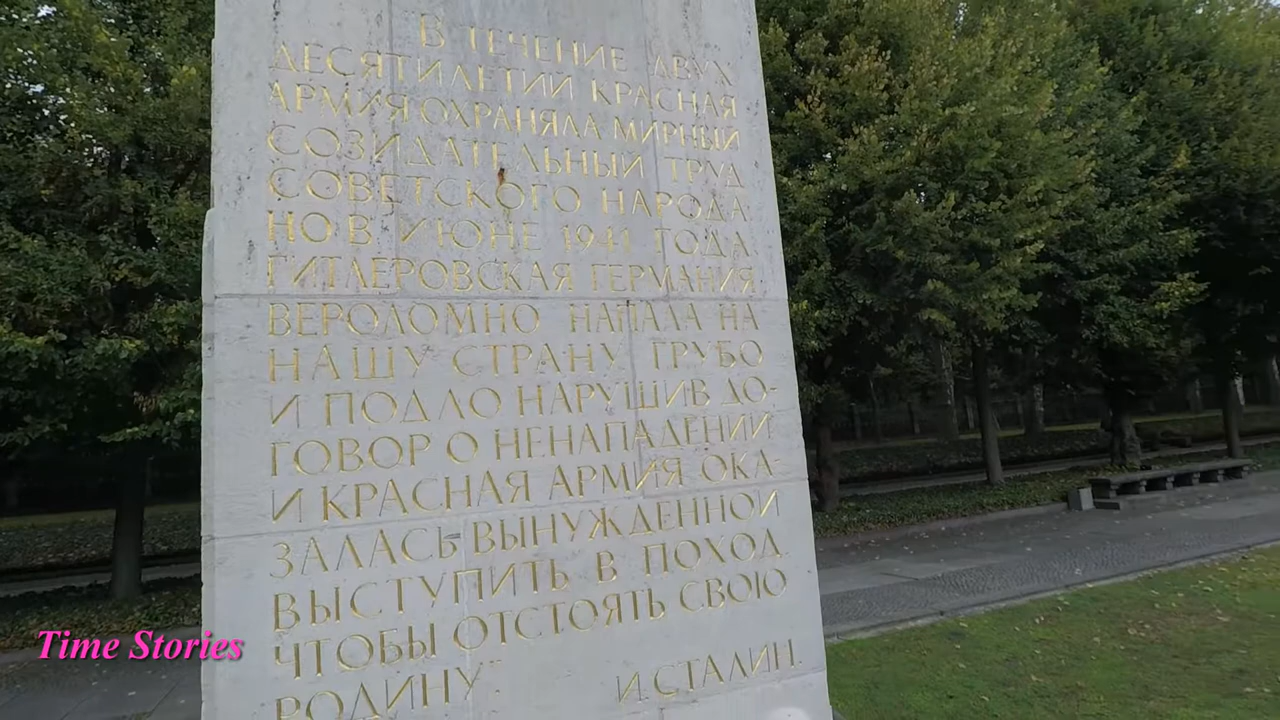 В ТЕЧЕНИЕ ДВУХ
ДЕСЯТИЛЕТИЙ КРАСНАЯ
АРМИЯ ОХРАНЯЛА МИРНЫЙ
СОЗИДАТЕЛЬНЫЙ ТРУД
СОВЕТСКОГО НАРОДА
НО В ИЮНЕ 1941 ГОДА
ГИТЛЕРОВСКАЯ ГЕРМАНИЯ
ВЕРОЛОМНО НАПАЛА НА
НАШУ СТРАНУ, ГРУБО
И ПОДЛО НАРУШИВ ДО-
ГОВОР О НЕНАПАДЕНИИ
И КРАСНАЯ АРМИЯ ОКА-
ЗАЛАСЬ ВЫНУЖДЕННОЙ
ВЫСТУПИТЬ В ПОХОД,
ЧТОБЫ ОТСТОЯТЬ СВОЮ
РОДИНУ"
И.СТАЛИН.
Time Stories